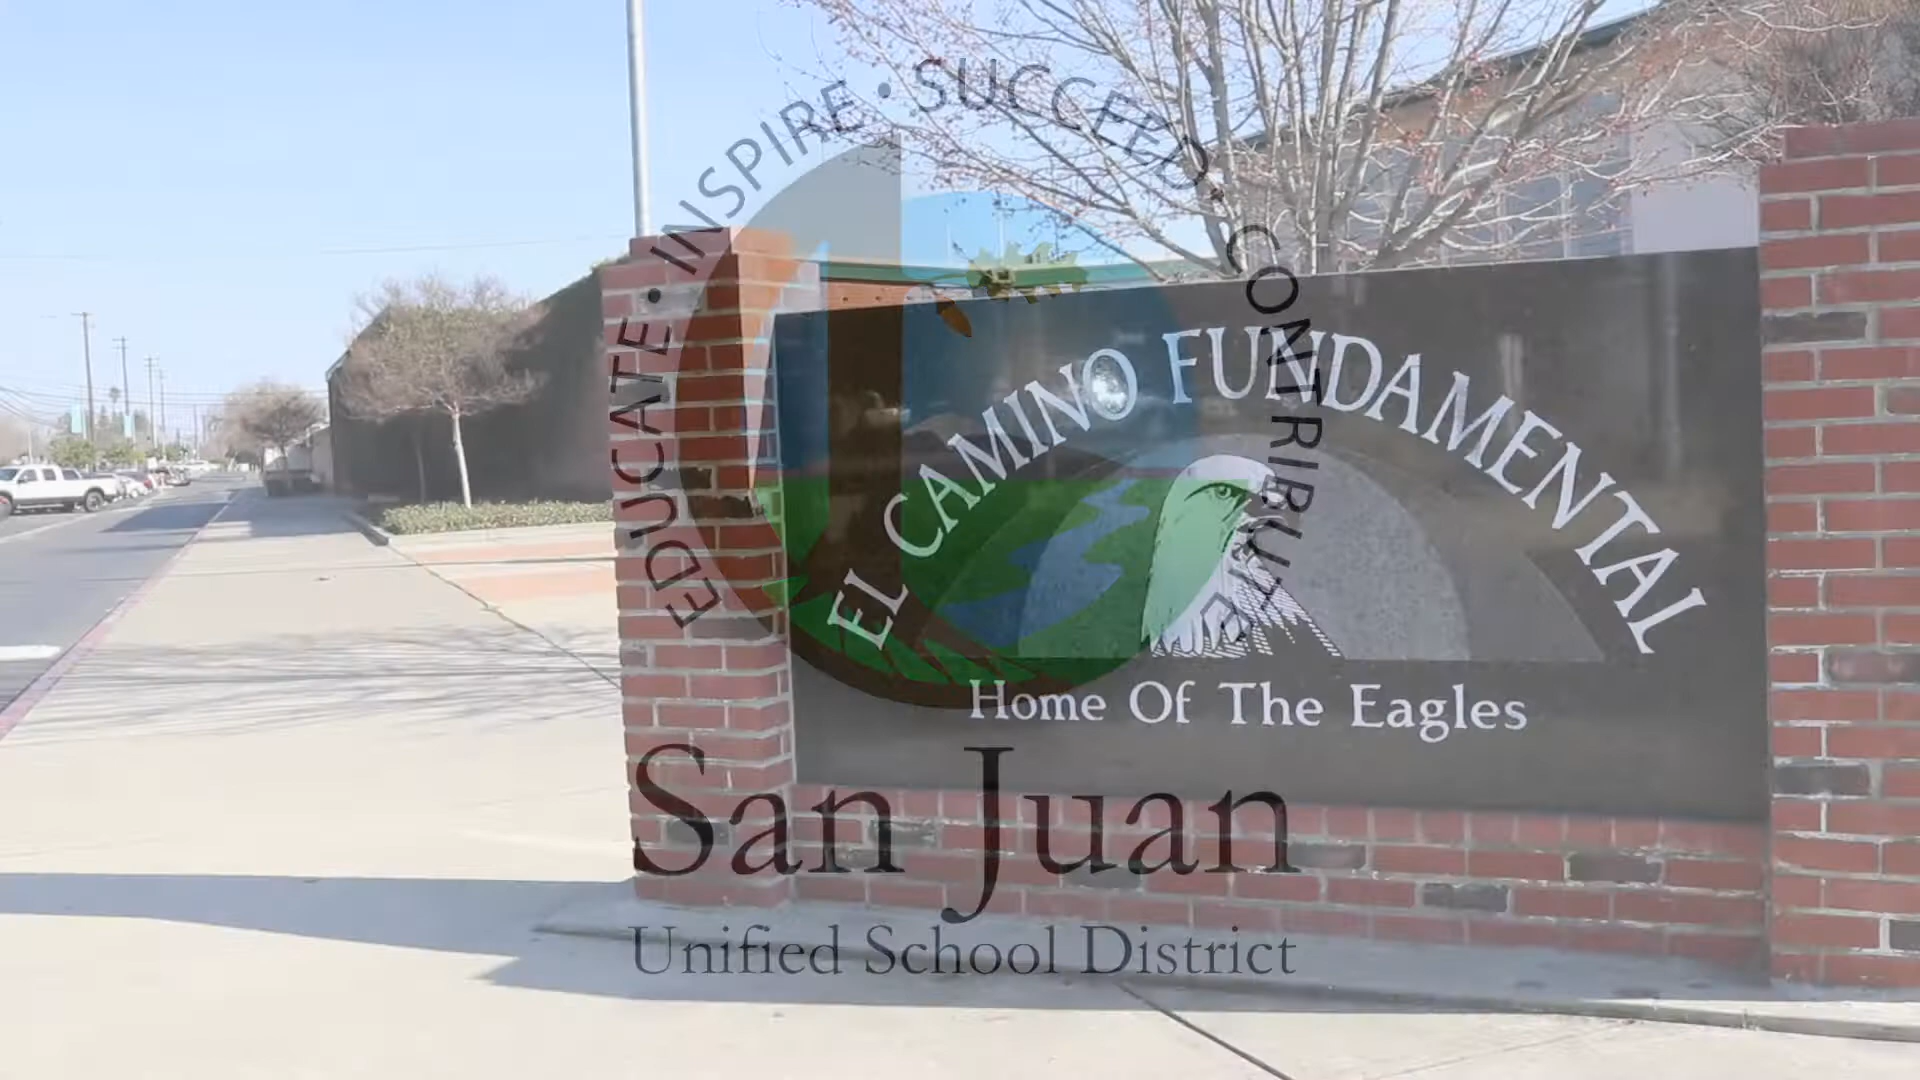 EDUCATE • INSPIRE • SUCCEED • CONTRIBUTE
EL CAMINO FUNDAMENTAL
Home Of The Eagles
San Juan
Unified School District